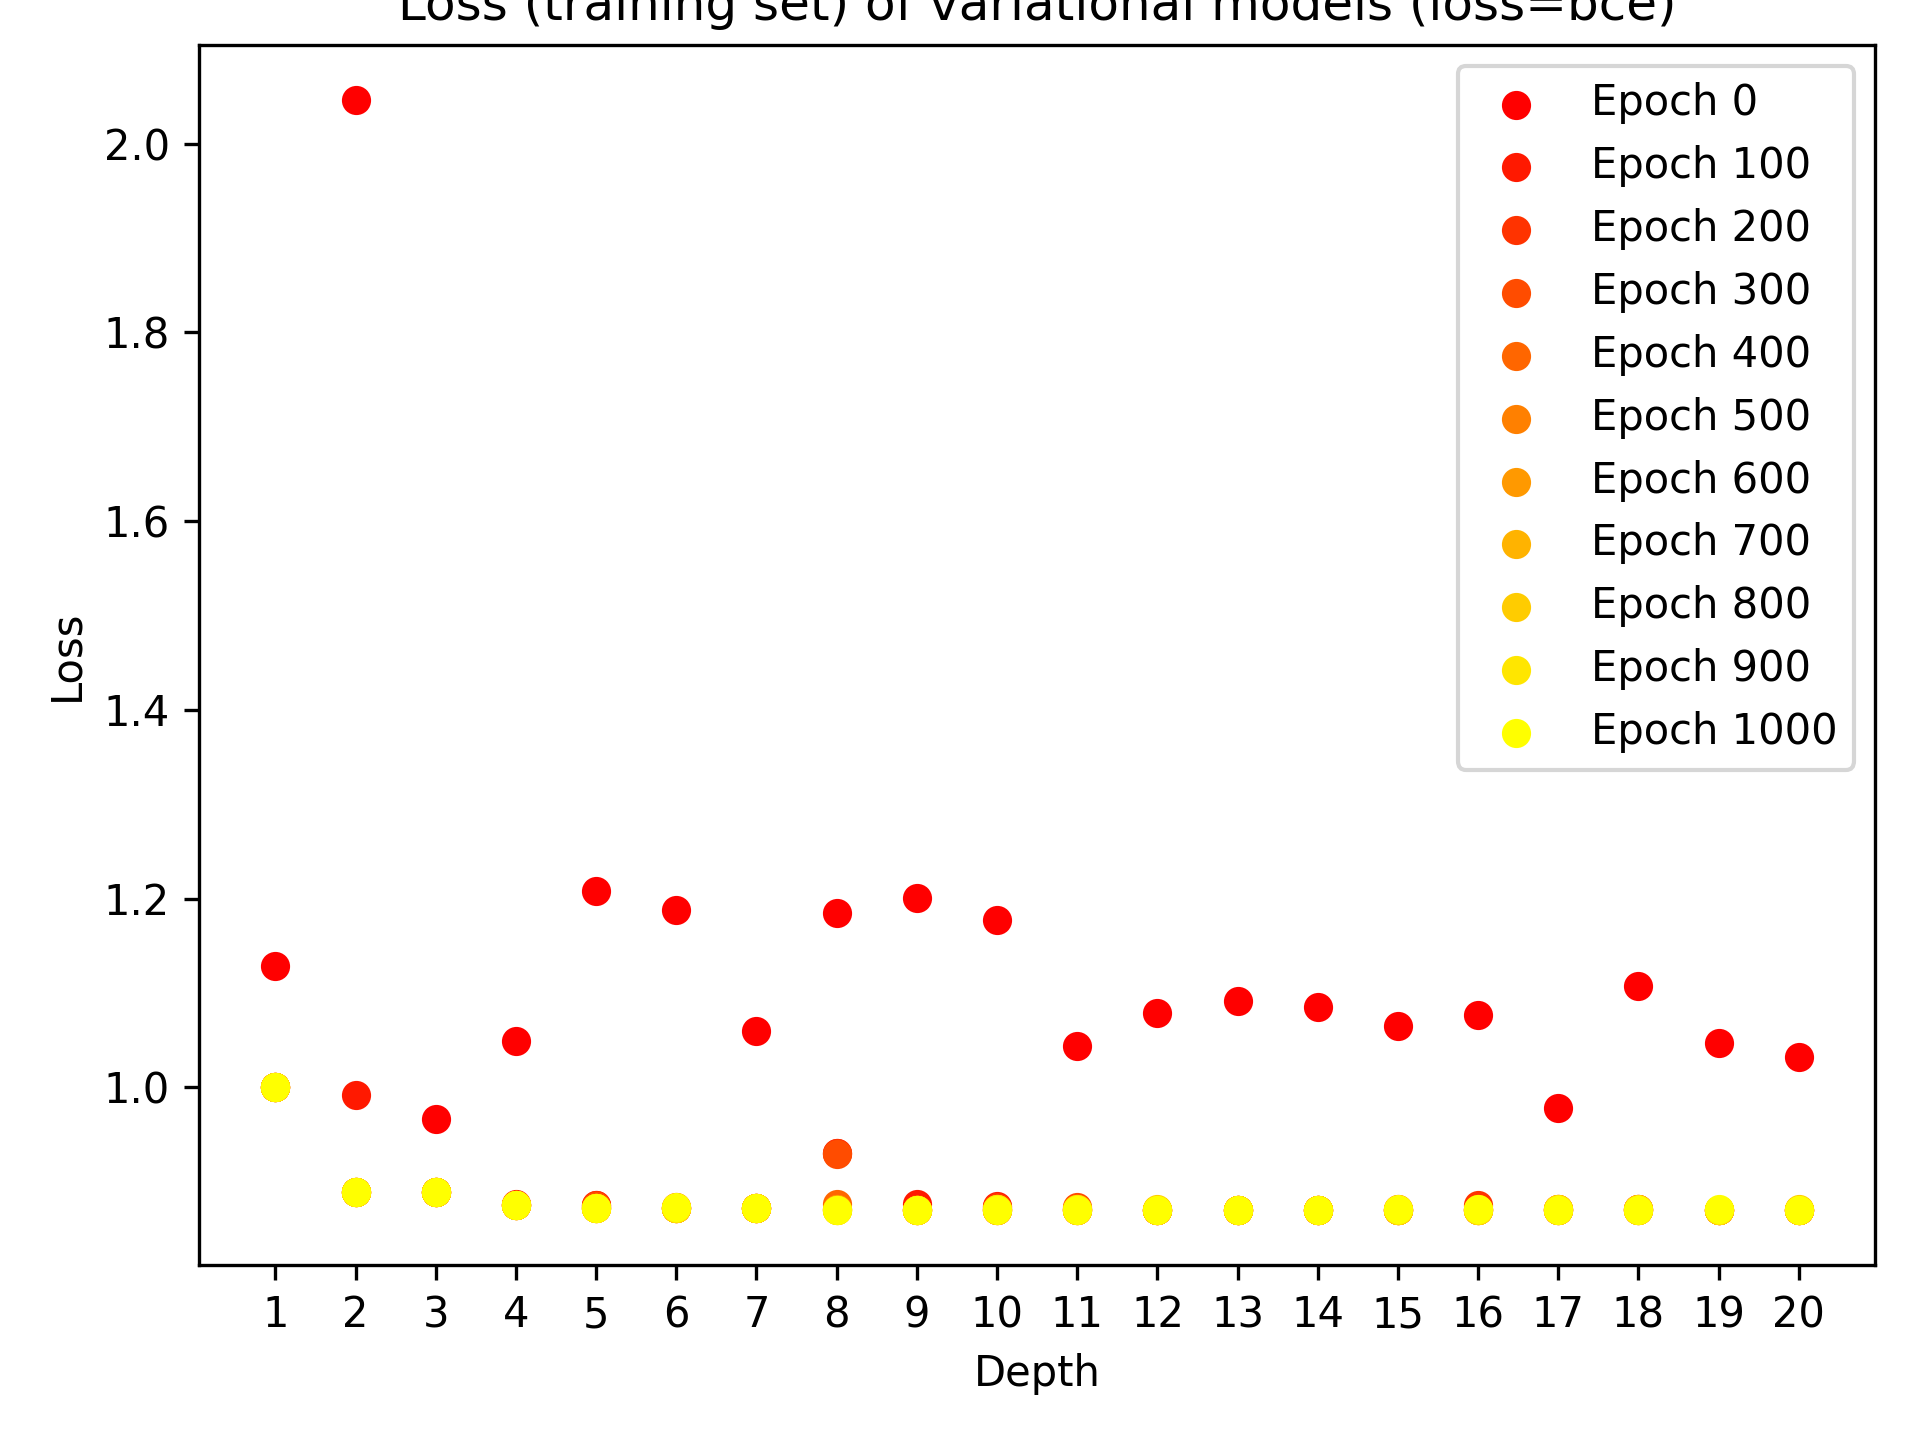 Loss (training set) of variational models (loss=bce)
Epoch 0
Epoch 100
Epoch 200
Epoch 300
Epoch 400
Epoch 500
Epoch 600
Epoch 700
Epoch 800
Epoch 900
Epoch 1000
2.0
1.8
1.6
1.4
1.2
1.0
Loss
1 2 3 4 5 6 7 8 9 10 11 12 13 14 15 16 17 18 19 20
Depth